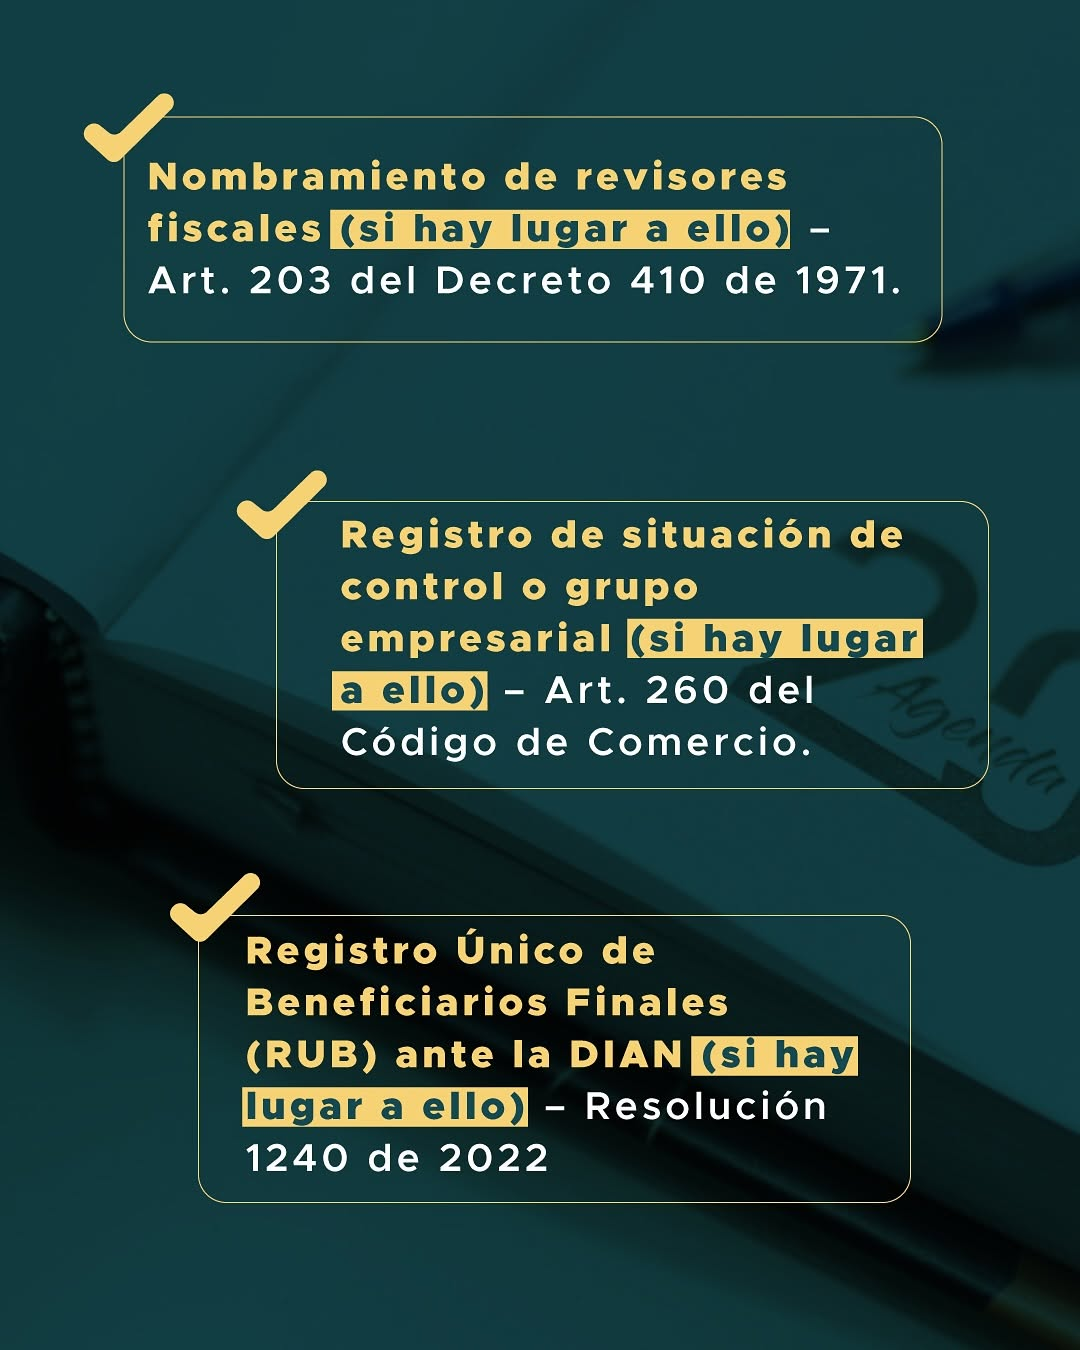 Nombramiento de revisores
fiscales (si hay lugar a ello) –
Art. 203 del Decreto 410 de 1971.
Registro de situación de
control o grupo
empresarial (si hay lugar
a ello) – Art. 260 del
Código de Comercio.
Agenda
Registro Único de
Beneficiarios Finales
(RUB) ante la DIAN (si hay
lugar a ello) – Resolución
1240 de 2022